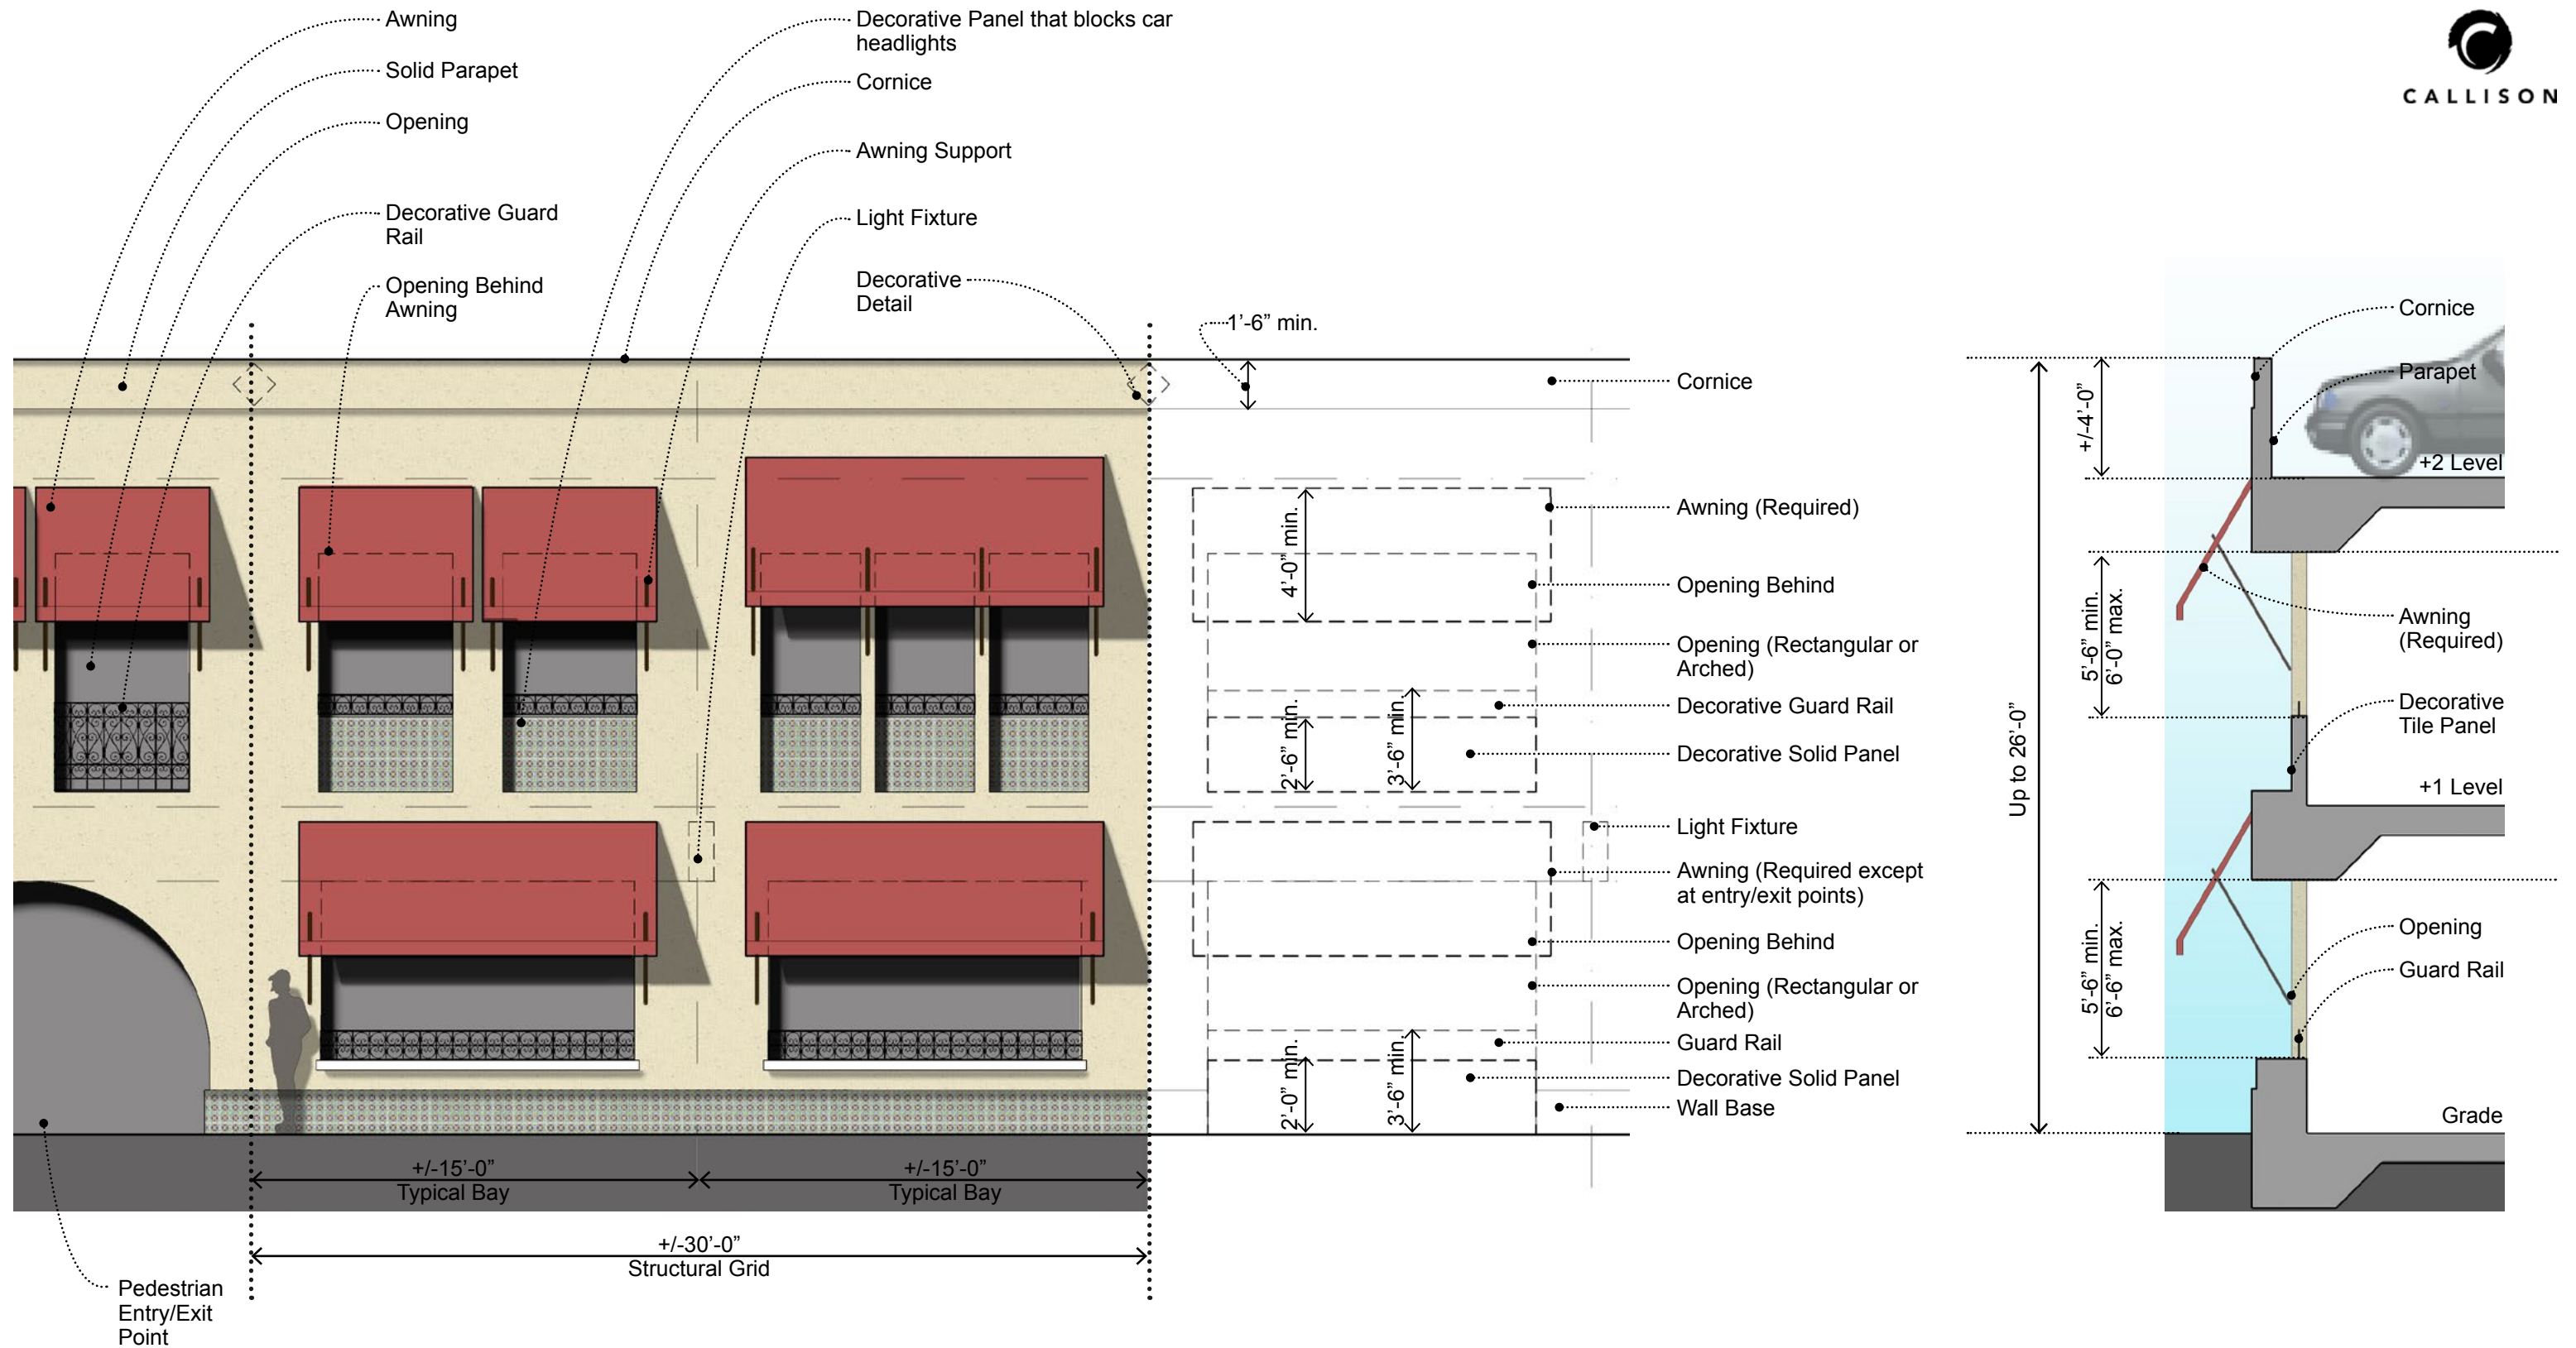 Awning
Solid Parapet
Opening
Decorative Guard
Rail
Opening Behind
Awning
Decorative Panel that blocks car
headlights
Cornice
Awning Support
Light Fixture
Decorative
Detail
CALLISON
1’-6” min.
Cornice
Awning (Required)
4’-0” min.
Opening Behind
Opening (Rectangular or
Arched)
Decorative Guard Rail
2’-6” min.
3’-6” min.
Decorative Solid Panel
Light Fixture
Awning (Required except
at entry/exit points)
Opening Behind
Opening (Rectangular or
Arched)
Guard Rail
2’-0” min.
3’-6” min.
Decorative Solid Panel
Wall Base
+/-15’-0”
Typical Bay
+/-15’-0”
Typical Bay
+/-30’-0”
Structural Grid
Pedestrian
Entry/Exit
Point
Up to 26’-0”
+/-4’-0”
5’-6” min.
6’-0” max.
5’-6” min.
6’-6” max.
Cornice
Parapet
+2 Level
Awning
(Required)
Decorative
Tile Panel
+1 Level
Opening
Guard Rail
Grade